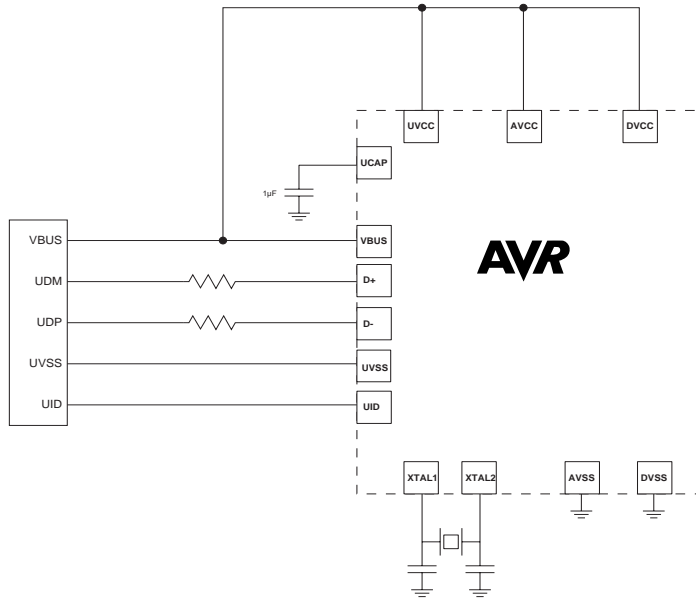 UVCC AVCC DVCC
UCAP
1µF
VBUS VBUS
AVR
UDM D+
UDP D-
UVSS UVSS
UID UID
XTAL1 XTAL2 AVSS DVSS